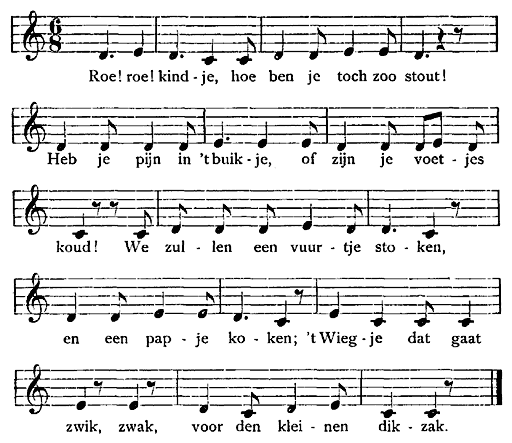 6
8
Roe! roe! kind-je, hoe ben je toch zoo stout!
Heb je pijn in 't buik-je, of zijn je voet-jes
koud! We zul-len een vuur-tje sto-ken,
en een pap-je ko-ken; 't Wieg-je dat gaat
zwik, zwak, voor den klei-nen dik-zak.